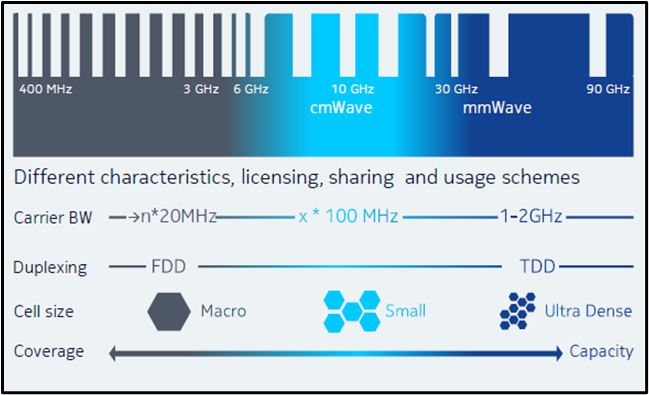 400 MHz 3 GHz 6 GHz 10 GHz 30 GHz 90 GHz
cmWave mmWave
Different characteristics, licensing, sharing and usage schemes
Carrier BW →n*20MHz x * 100 MHz 1-2GHz
Duplexing FDD TDD
Cell size Macro Small Ultra Dense
Coverage Capacity